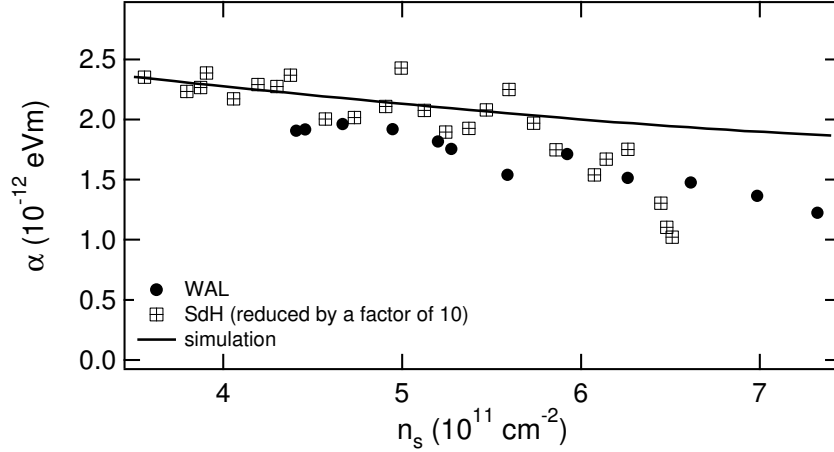 2.5
2.0
1.5
1.0
0.5
0.0
α (10⁻¹² eVm)
WAL
SdH (reduced by a factor of 10)
simulation
4 5 6 7
nₛ (10¹¹ cm⁻²)